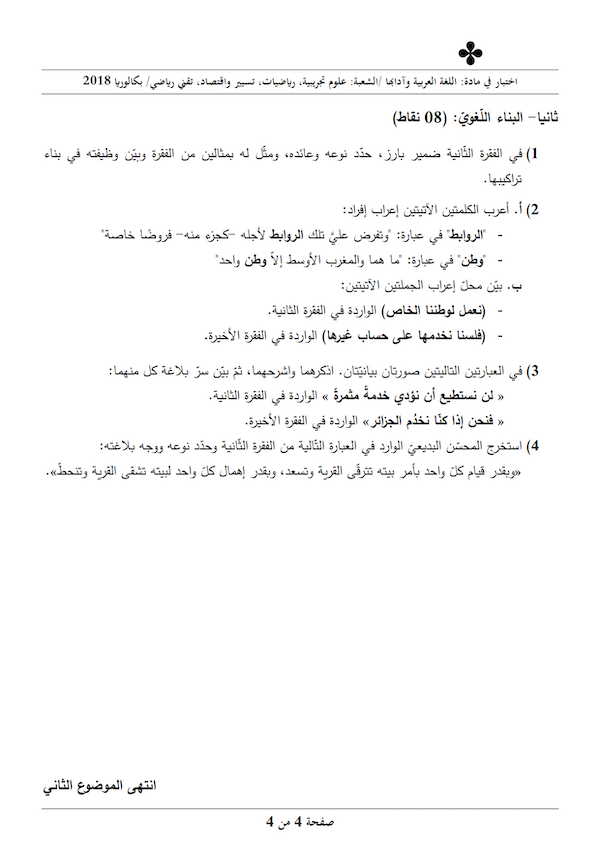 اختبار في مادة: اللغة العربية وآدابها /الشعبة: علوم تجريبية، رياضيات، تسيير واقتصاد، تقني رياضي/ بكالوريا 2018
ثانيا– البناء اللّغويّ: (08 نقاط)
1) في الفقرة الثّانية ضمير بارز، حدّد نوعه وعائده، ومثّل له بمثالين من الفقرة وبيّن وظيفته في بناء
تراكيبها.
2) أ. أعرب الكلمتين الآتيتين إعراب إفراد:
- "الروابط" في عبارة: "وتفرض عليّ تلك الروابط لأجله –كجزء منه– فروضًا خاصة"
- "وطن" في عبارة: "ما هما والمغرب الأوسط إلاّ وطن واحد"
ب. بيّن محلّ إعراب الجملتين الآتيتين:
- (نعمل لوطننا الخاص) الواردة في الفقرة الثانية.
- (فلسنا نخدمها على حساب غيرها) الواردة في الفقرة الأخيرة.
3) في العبارتين التاليتين صورتان بيانيّتان. اذكرهما واشرحهما، ثمّ بيّن سرّ بلاغة كل منهما:
« لن نستطيع أن نؤدي خدمةً مثمرةً » الواردة في الفقرة الثانية.
« فنحن إذا كنّا نخدُم الجزائر» الواردة في الفقرة الأخيرة.
4) استخرج المحسّن البديعيّ الوارد في العبارة التّالية من الفقرة الثّانية وحدّد نوعه ووجه بلاغته:
«وبقدر قيام كلّ واحد بأمر بيته تترقّى القرية وتسعد، وبقدر إهمال كلّ واحد لبيته تشقى القرية وتنحطّ».
انتهى الموضوع الثاني
صفحة 4 من 4